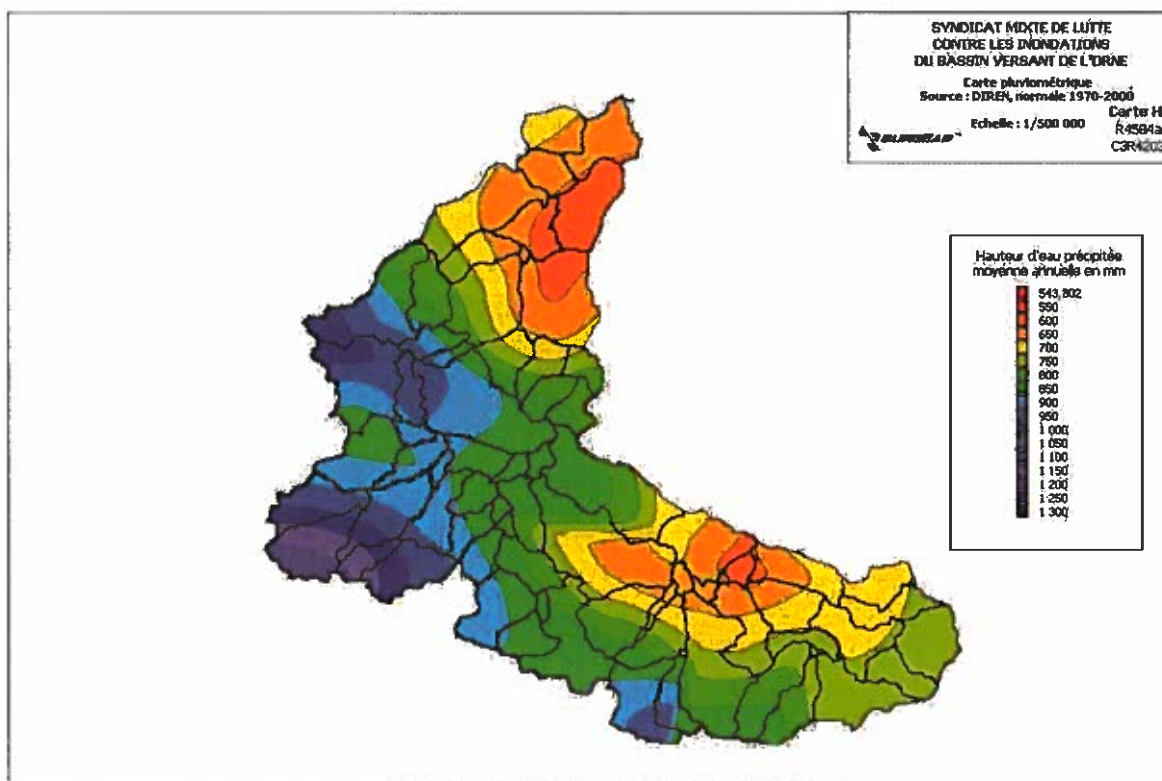 SYNDICAT MIXTE DE LUTTE
CONTRE LES INONDATIONS
DU BASSIN VERSANT DE L'ORNE
Carte pluviométrique
Source : DIREN, normale 1970-2000
Echelle : 1/500 000
Carte H
R4584a
Hauteur d'eau précipitée
moyenne annuelle en mm
543,802
550
600
650
700
750
800
850
900
950
1 000
1 050
1 100
1 150
1 200
1 250
1 300